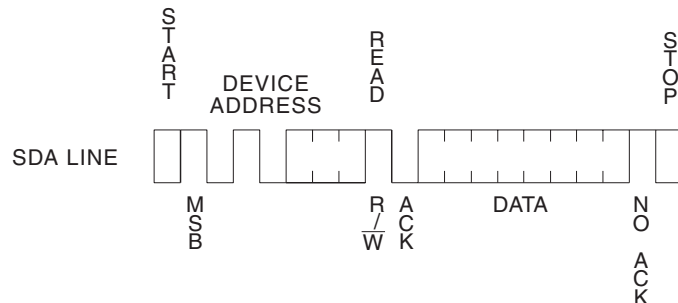 START
READ
STOP
DEVICE
ADDRESS
SDA LINE
MSB
R/W
ACK
DATA
NO ACK